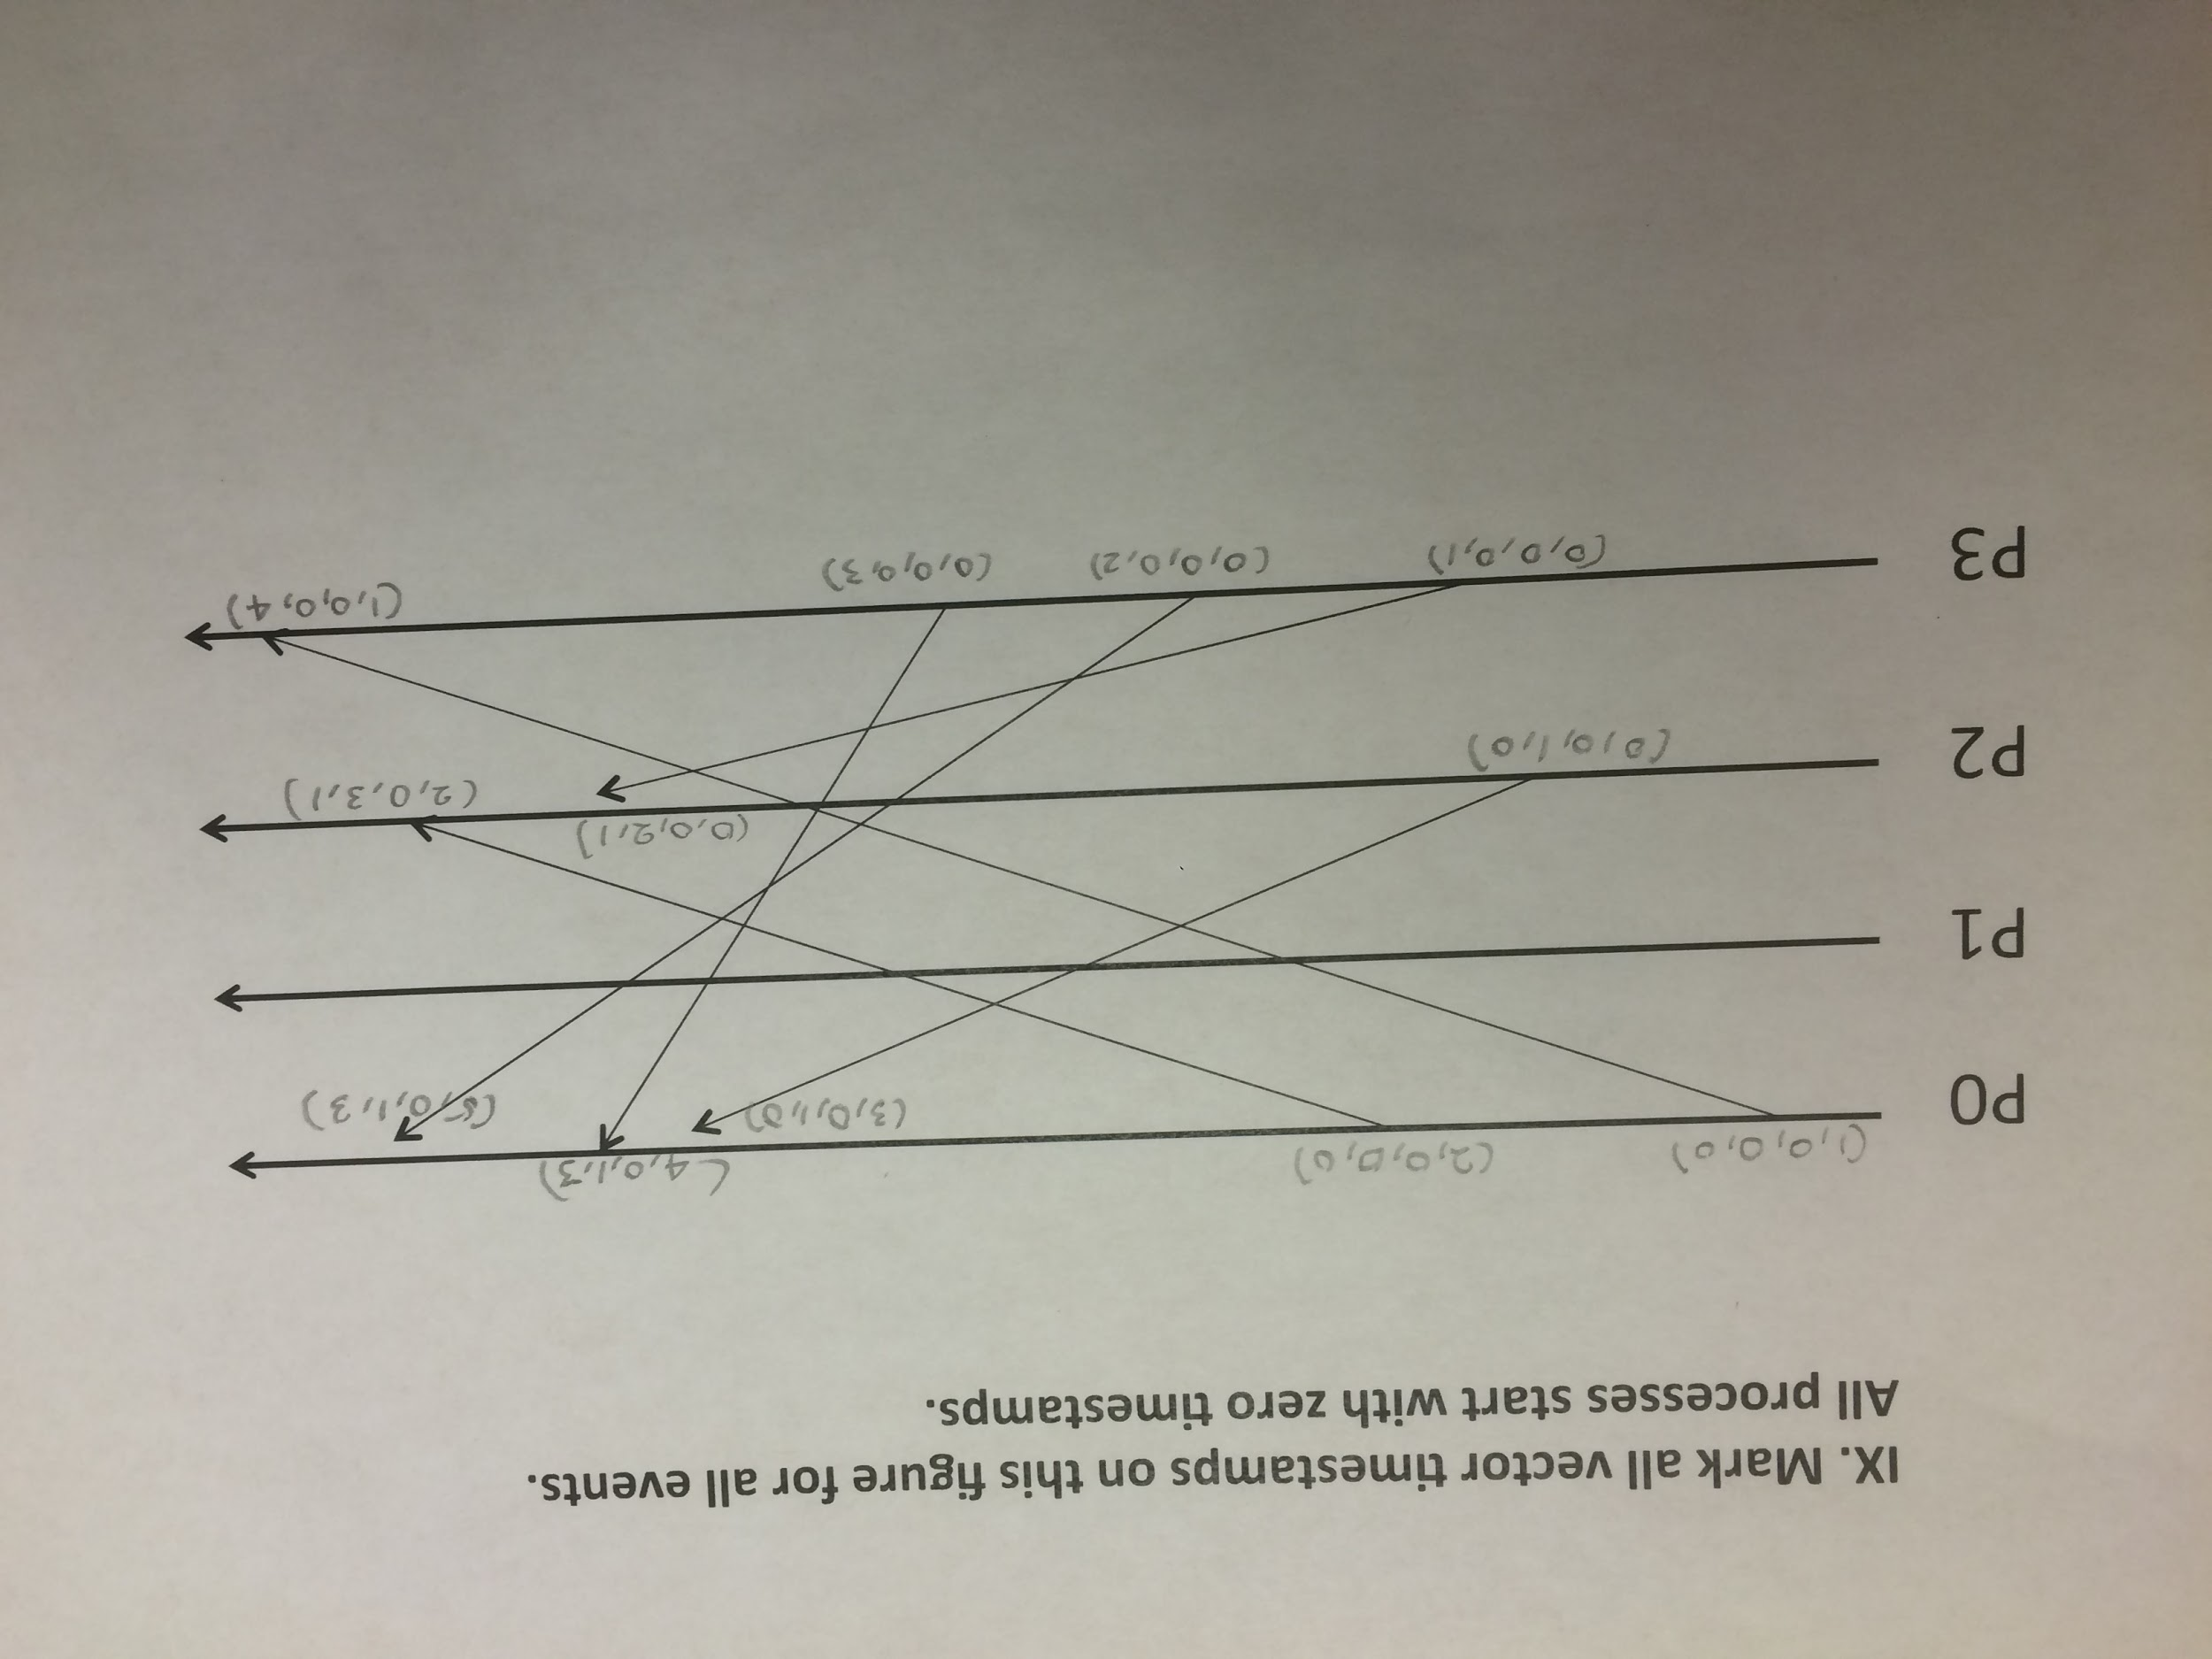 IX. Mark all vector timestamps on this figure for all events.
All processes start with zero timestamps.
(1,0,0,0) (2,0,0,0) (4,0,1,3)
P0 (3,0,1,0) (5,0,1,3)
P1
(0,0,2,1)
P2 (0,0,1,0) (2,0,3,1)
P3 (0,0,0,1) (0,0,0,2) (0,0,0,3) (1,0,0,4)